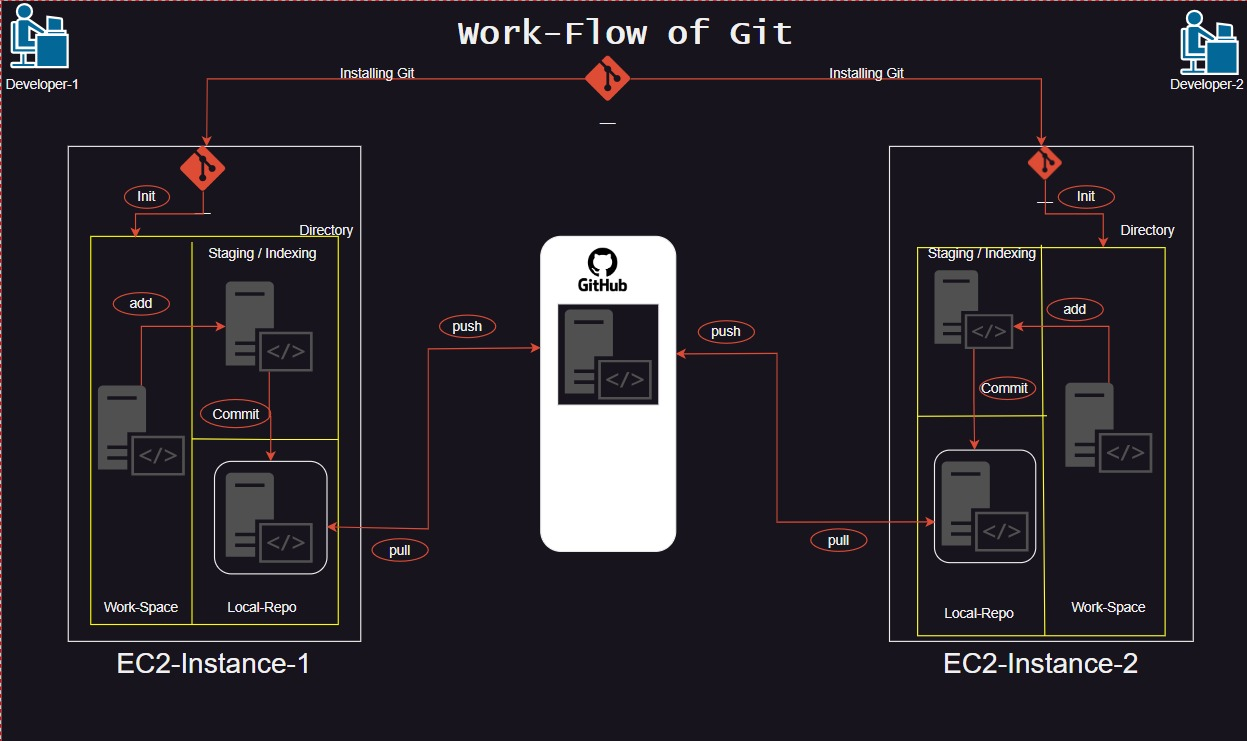 Work-Flow of Git
Developer-1
Developer-2
Installing Git
Installing Git
Init
Init
Directory
Directory
Staging / Indexing
Staging / Indexing
GitHub
add
add
push
push
</>
</>
</>
Commit
Commit
</>
</>
</>
</>
pull
pull
Work-Space
Local-Repo
Local-Repo
Work-Space
EC2-Instance-1
EC2-Instance-2